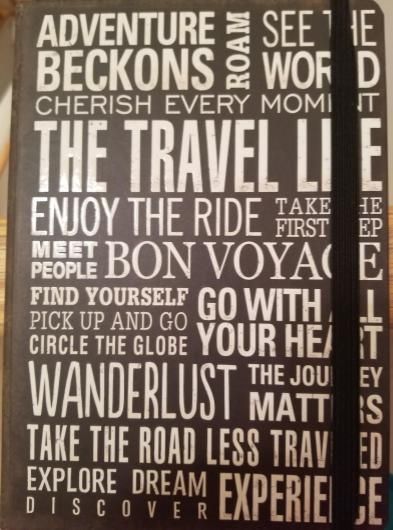 ADVENTURE
BECKONS
ROAM
SEE THE
WORLD
CHERISH EVERY MOMENT
THE TRAVEL LIFE
ENJOY THE RIDE
TAKE THE
FIRST STEP
MEET
PEOPLE
BON VOYAGE
FIND YOURSELF
PICK UP AND GO
CIRCLE THE GLOBE
GO WITH ALL
YOUR HEART
WANDERLUST
THE JOURNEY
MATTERS
TAKE THE ROAD LESS TRAVELED
EXPLORE DREAM
DISCOVER
EXPERIENCE